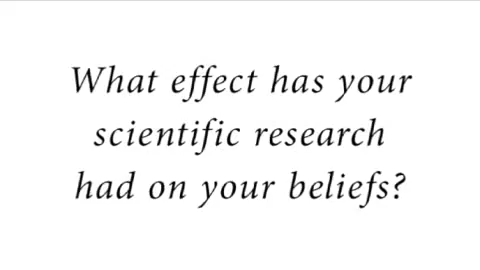 What effect has your
scientific research
had on your beliefs?